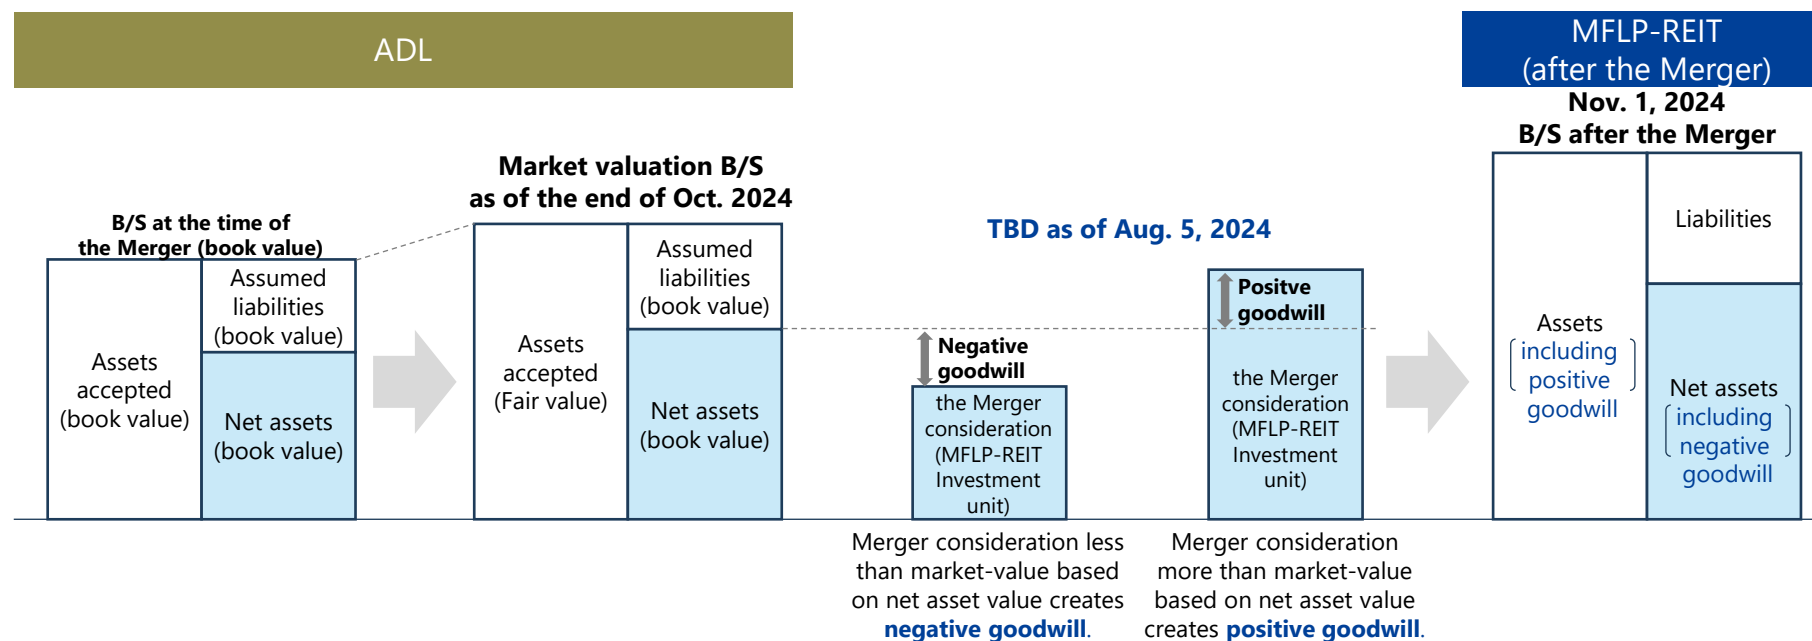 ADL
MFLP-REIT
(after the Merger)
Nov. 1, 2024
B/S after the Merger
Market valuation B/S
as of the end of Oct. 2024
B/S at the time of
the Merger (book value)
TBD as of Aug. 5, 2024
Assets
accepted
(book value)
Assumed
liabilities
(book value)
Net assets
(book value)
Assets
accepted
(Fair value)
Assumed
liabilities
(book value)
Net assets
(book value)
Negative
goodwill
the Merger
consideration
(MFLP-REIT
Investment
unit)
Merger consideration less
than market-value based
on net asset value creates
negative goodwill.
Positve
goodwill
the Merger
consideration
(MFLP-REIT
Investment
unit)
Merger consideration
more than market-value
based on net asset value
creates positive goodwill.
Assets
including
positive
goodwill
Liabilities
Net assets
including
negative
goodwill